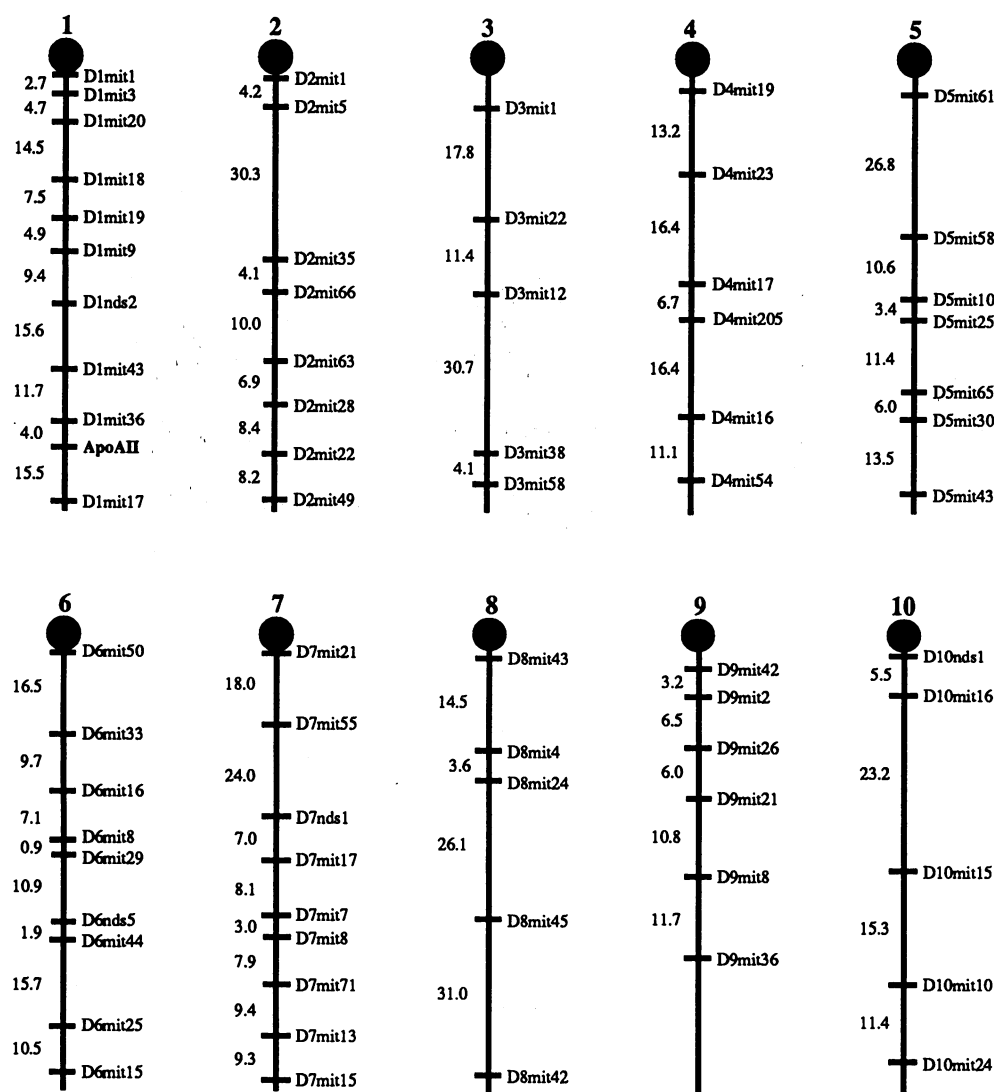 1
D1mit1
2.7
D1mit3
4.7
D1mit20
14.5
D1mit18
7.5
D1mit19
4.9
D1mit9
9.4
D1nds2
15.6
D1mit43
11.7
D1mit36
4.0
ApoAII
15.5
D1mit17
2
D2mit1
4.2
D2mit5
30.3
D2mit35
4.1
D2mit66
10.0
D2mit63
6.9
D2mit28
8.4
D2mit22
8.2
D2mit49
3
D3mit1
17.8
D3mit22
11.4
D3mit12
30.7
D3mit38
4.1
D3mit58
4
D4mit19
13.2
D4mit23
16.4
D4mit17
6.7
D4mit205
16.4
D4mit16
11.1
D4mit54
5
D5mit61
26.8
D5mit58
10.6
D5mit10
3.4
D5mit25
11.4
D5mit65
6.0
D5mit30
13.5
D5mit43
6
D6mit50
16.5
D6mit33
9.7
D6mit16
7.1
D6mit8
0.9
D6mit29
10.9
D6nds5
1.9
D6mit44
15.7
D6mit25
10.5
D6mit15
7
D7mit21
18.0
D7mit55
24.0
D7nds1
7.0
D7mit17
8.1
D7mit7
3.0
D7mit8
7.9
D7mit71
9.4
D7mit13
9.3
D7mit15
8
D8mit43
14.5
D8mit4
3.6
D8mit24
26.1
D8mit45
31.0
D8mit42
9
D9mit42
3.2
D9mit2
6.5
D9mit26
6.0
D9mit21
10.8
D9mit8
11.7
D9mit36
10
D10nds1
5.5
D10mit16
23.2
D10mit15
15.3
D10mit10
11.4
D10mit24